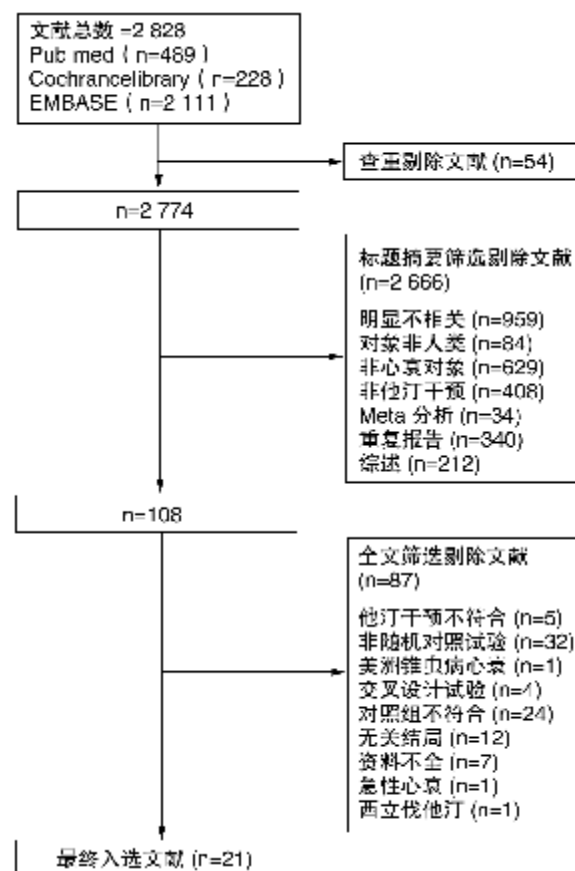 文献总数 =2 828
Pub med ( n=489 )
Cochrancelibrary ( n=228 )
EMBASE ( n=2 111 )
查重剔除文献 (n=54)
n=2 774
标题摘要筛选剔除文献
(n=2 666)
明显不相关 (n=959)
对象非人类 (n=84)
非心衰对象 (n=629)
非他汀干预 (n=408)
Meta 分析 (n=34)
重复报告 (n=340)
综述 (n=212)
n=108
全文筛选剔除文献
(n=87)
他汀干预不符合 (n=5)
非随机对照试验 (n=32)
美洲锥虫病心衰 (n=1)
交叉设计试验 (n=4)
对照组不符合 (n=24)
无关结局 (n=12)
资料不全 (n=7)
急性心衰 (n=1)
西立伐他汀 (n=1)
最终入选文献 (n=21)